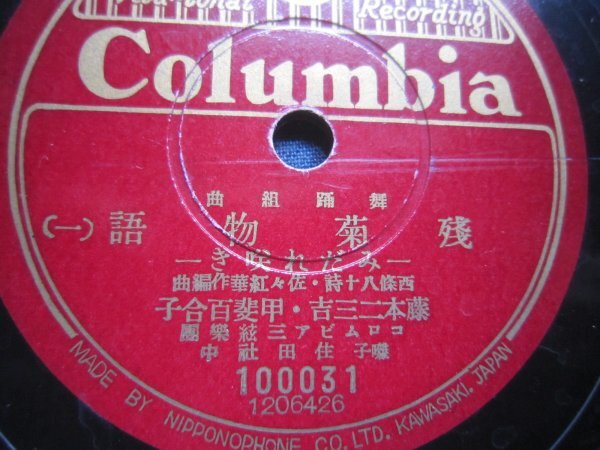 Recording
Columbia
舞踊組曲
殘菊物語(一)
―みだれ咲き―
西條八十詩・佐々紅華作編曲
藤本二三吉・甲斐百合子
コロムビア三絃樂團
囃子 住田社中
100031
1206426
MADE BY NIPPONOPHONE CO. LTD. KAWASAKI, JAPAN